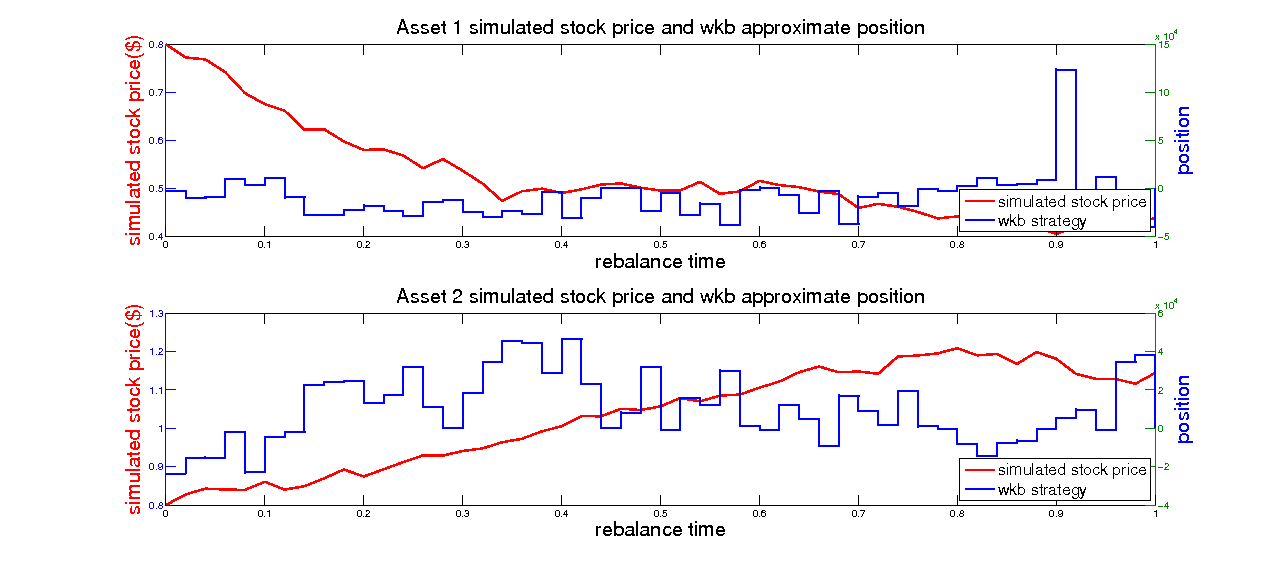 Asset 1 simulated stock price and wkb approximate position
x 10^4
simulated stock price($)
0.8
0.7
0.6
0.5
0.4
15
10
5
0
-5
position
simulated stock price
wkb strategy
0 0.1 0.2 0.3 0.4 0.5 0.6 0.7 0.8 0.9 1
rebalance time
Asset 2 simulated stock price and wkb approximate position
x 10^4
simulated stock price($)
1.3
1.2
1.1
1
0.9
0.8
6
4
2
0
-2
-4
position
simulated stock price
wkb strategy
0 0.1 0.2 0.3 0.4 0.5 0.6 0.7 0.8 0.9 1
rebalance time